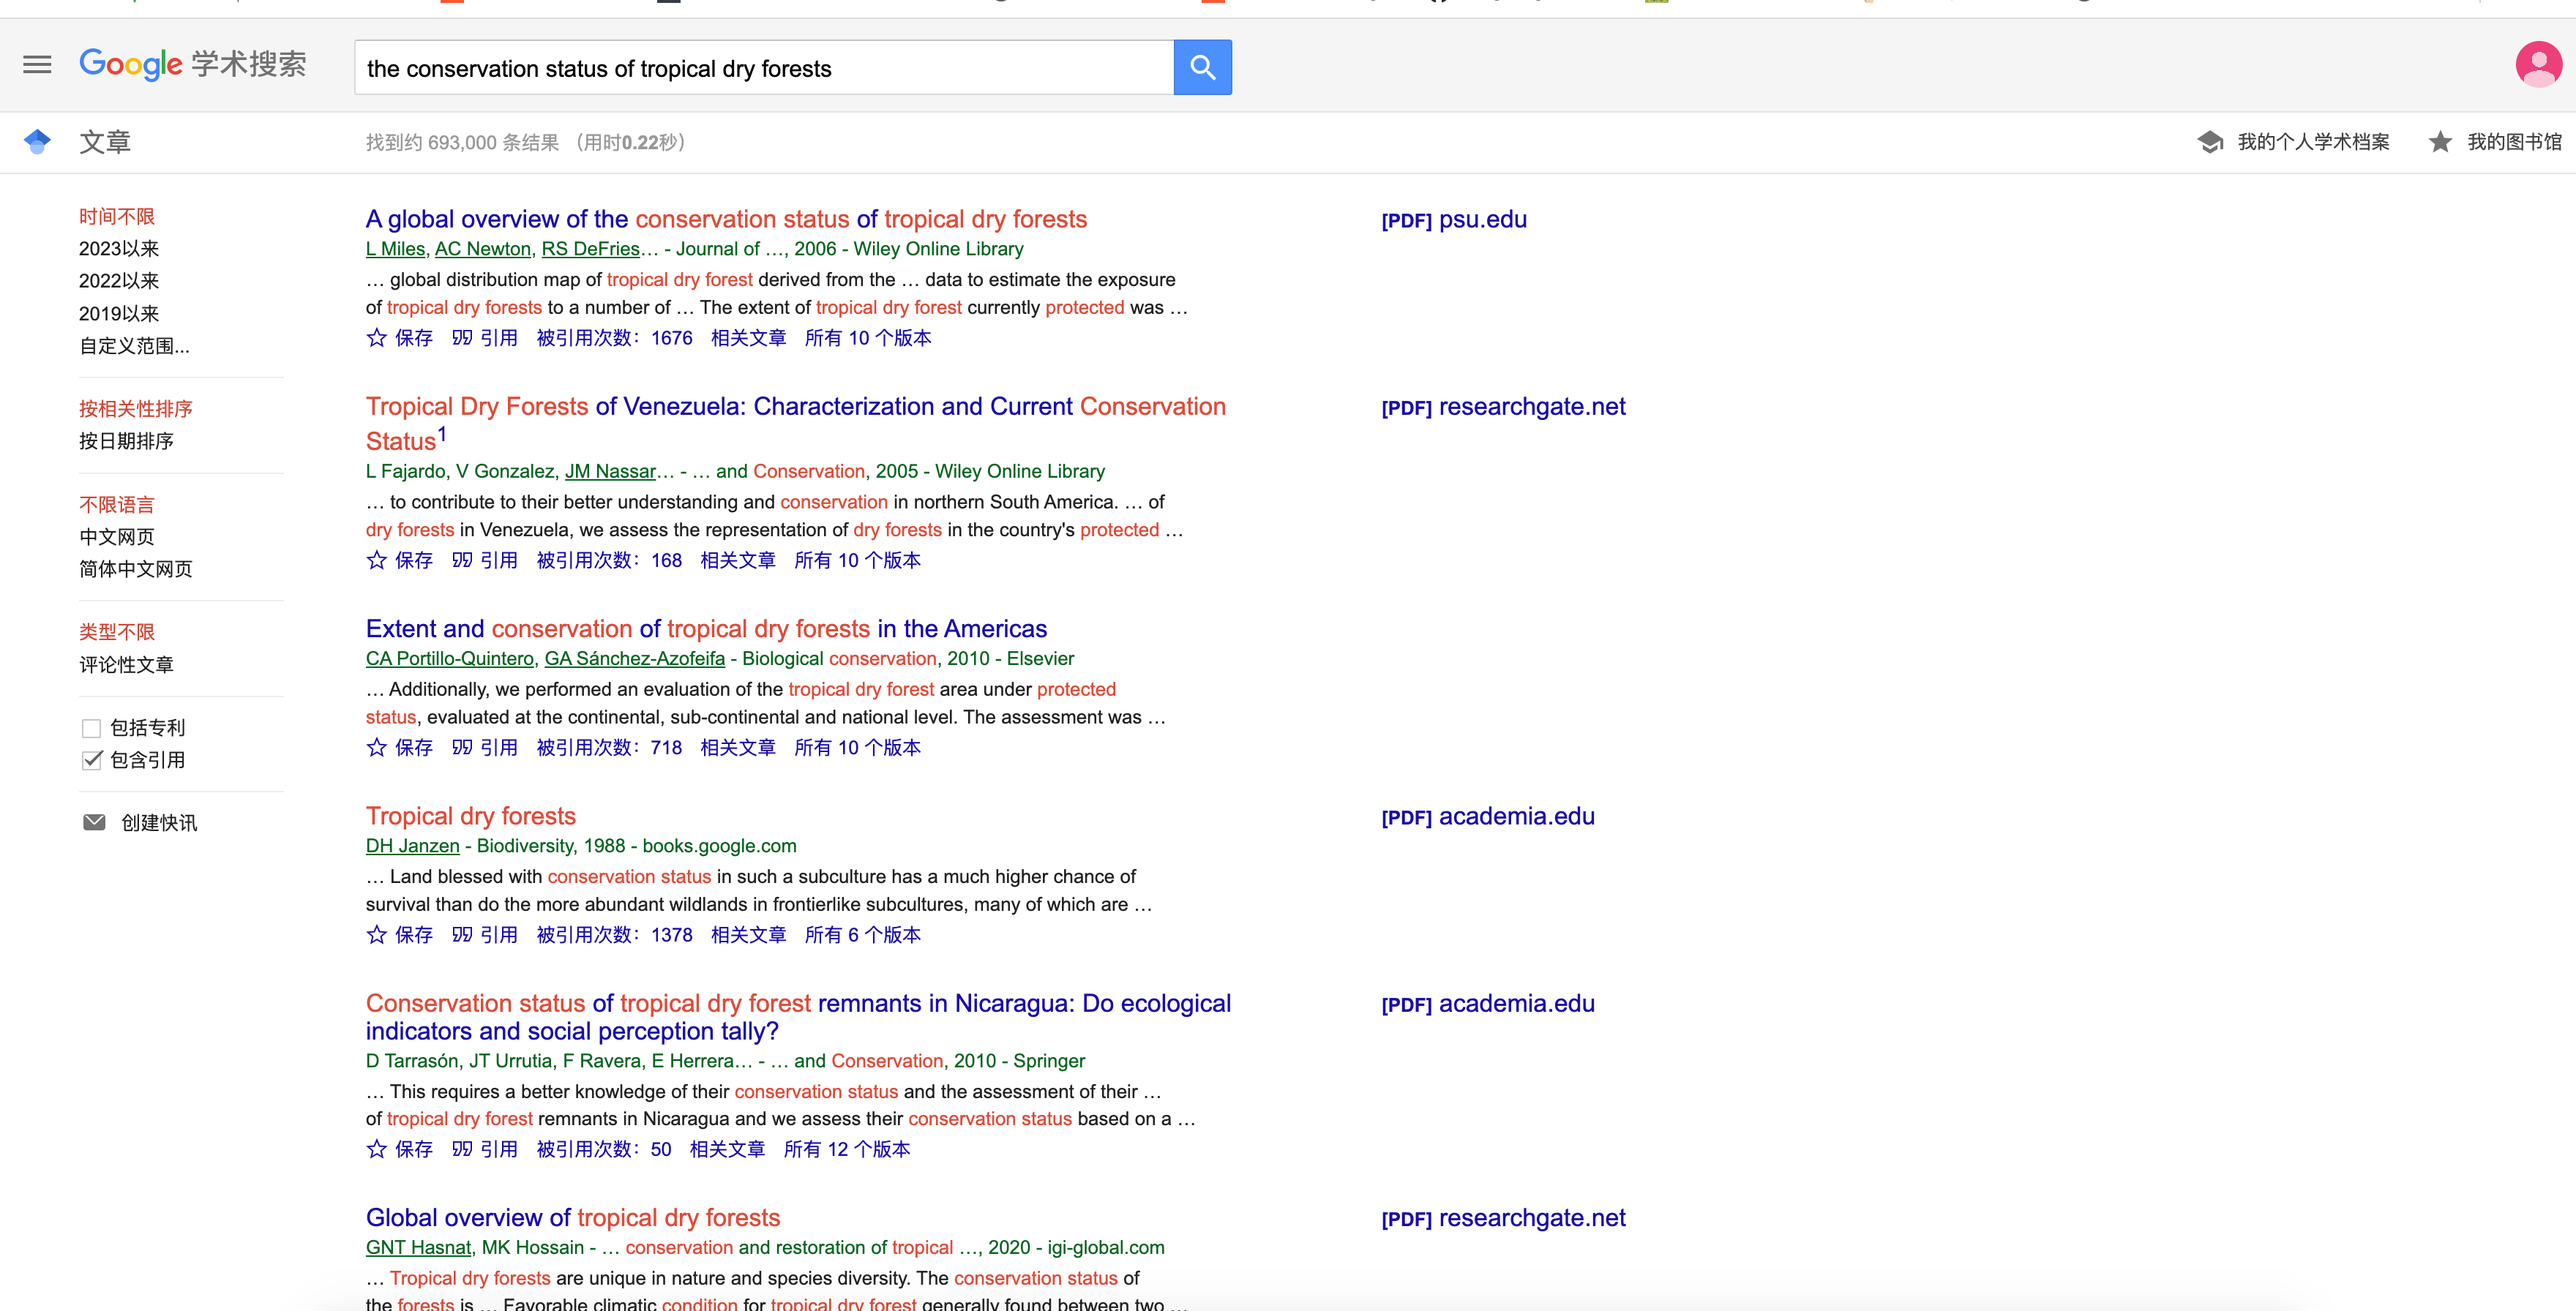 Google 学术搜索
the conservation status of tropical dry forests
文章
找到约 693,000 条结果 （用时0.22秒）
我的个人学术档案
我的图书馆
时间不限
2023以来
2022以来
2019以来
自定义范围...
按相关性排序
按日期排序
不限语言
中文网页
简体中文网页
类型不限
评论性文章
包括专利
包含引用
创建快讯
A global overview of the conservation status of tropical dry forests
[PDF] psu.edu
L Miles, AC Newton, RS DeFries… - Journal of …, 2006 - Wiley Online Library
… global distribution map of tropical dry forest derived from the … data to estimate the exposure
of tropical dry forests to a number of … The extent of tropical dry forest currently protected was …
保存 引用 被引用次数：1676 相关文章 所有 10 个版本
Tropical Dry Forests of Venezuela: Characterization and Current Conservation
Status1
[PDF] researchgate.net
L Fajardo, V Gonzalez, JM Nassar… - … and Conservation, 2005 - Wiley Online Library
… to contribute to their better understanding and conservation in northern South America. … of
dry forests in Venezuela, we assess the representation of dry forests in the country's protected …
保存 引用 被引用次数：168 相关文章 所有 10 个版本
Extent and conservation of tropical dry forests in the Americas
CA Portillo-Quintero, GA Sánchez-Azofeifa - Biological conservation, 2010 - Elsevier
… Additionally, we performed an evaluation of the tropical dry forest area under protected
status, evaluated at the continental, sub-continental and national level. The assessment was …
保存 引用 被引用次数：718 相关文章 所有 10 个版本
Tropical dry forests
[PDF] academia.edu
DH Janzen - Biodiversity, 1988 - books.google.com
… Land blessed with conservation status in such a subculture has a much higher chance of
survival than do the more abundant wildlands in frontierlike subcultures, many of which are …
保存 引用 被引用次数：1378 相关文章 所有 6 个版本
Conservation status of tropical dry forest remnants in Nicaragua: Do ecological
indicators and social perception tally?
[PDF] academia.edu
D Tarrasón, JT Urrutia, F Ravera, E Herrera… - … and Conservation, 2010 - Springer
… This requires a better knowledge of their conservation status and the assessment of their …
of tropical dry forest remnants in Nicaragua and we assess their conservation status based on a …
保存 引用 被引用次数：50 相关文章 所有 12 个版本
Global overview of tropical dry forests
[PDF] researchgate.net
GNT Hasnat, MK Hossain - … conservation and restoration of tropical …, 2020 - igi-global.com
… Tropical dry forests are unique in nature and species diversity. The conservation status of
the forests is … Favorable climatic condition for tropical dry forest generally found between two …